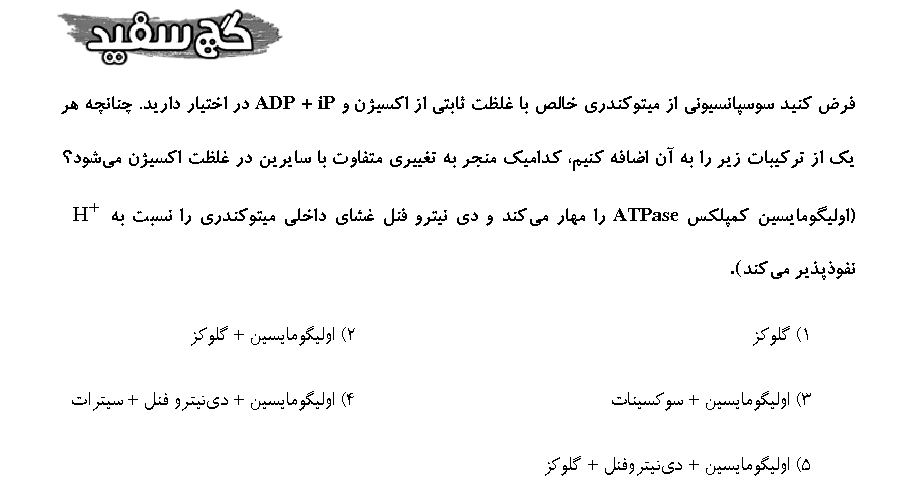 گچ سفید
فرض کنید سوسپانسیونی از میتوکندری خالص با غلظت ثابتی از اکسیژن و ADP + iP در اختیار دارید. چنانچه هر
یک از ترکیبات زیر را به آن اضافه کنیم، کدامیک منجر به تغییری متفاوت با سایرین در غلظت اکسیژن می‌شود؟
(اولیگومایسین کمپلکس ATPase را مهار می‌کند و دی نیترو فنل غشای داخلی میتوکندری را نسبت به H⁺
نفوذپذیر می‌کند).
۱) گلوکز
۲) اولیگومایسین + گلوکز
۳) اولیگومایسین + سوکسینات
۴) اولیگومایسین + دی‌نیترو فنل + سیترات
۵) اولیگومایسین + دی‌نیتروفنل + گلوکز